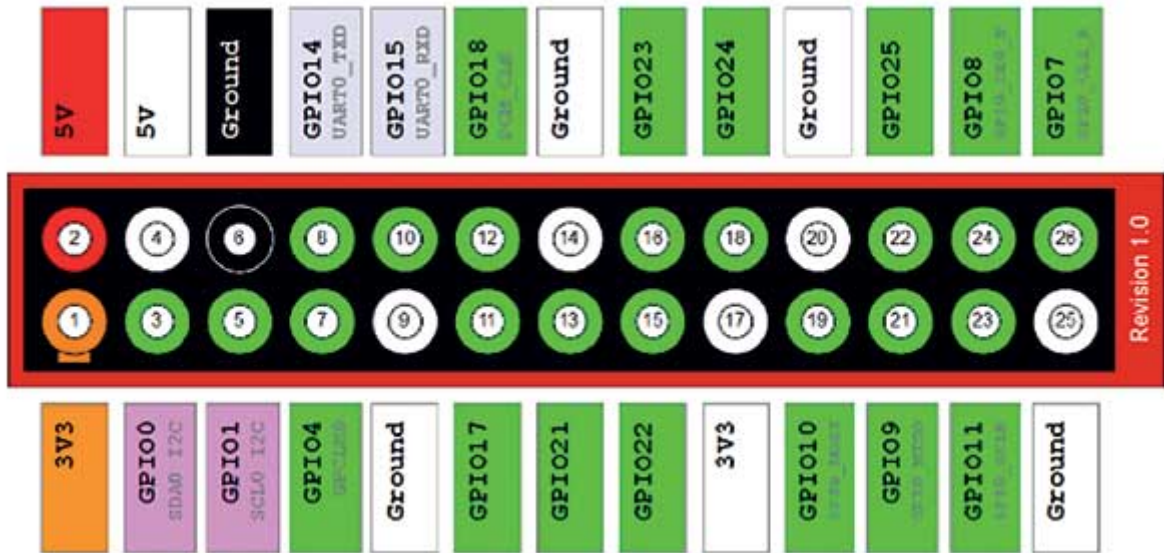 5V
5V
Ground
GPIO14
UART0_TXD
GPIO15
UART0_RXD
GPIO18
PCM_CLK
Ground
GPIO23
GPIO24
Ground
GPIO25
GPIO8
GPIO7
2
4
6
8
10
12
14
16
18
20
22
24
26
1
3
5
7
9
11
13
15
17
19
21
23
25
Revision 1.0
3V3
GPIO0
SDA0 I2C
GPIO1
SCL0 I2C
GPIO4
GPCLK0
Ground
GPIO17
GPIO21
GPIO22
3V3
GPIO10
GPIO9
GPIO11
Ground